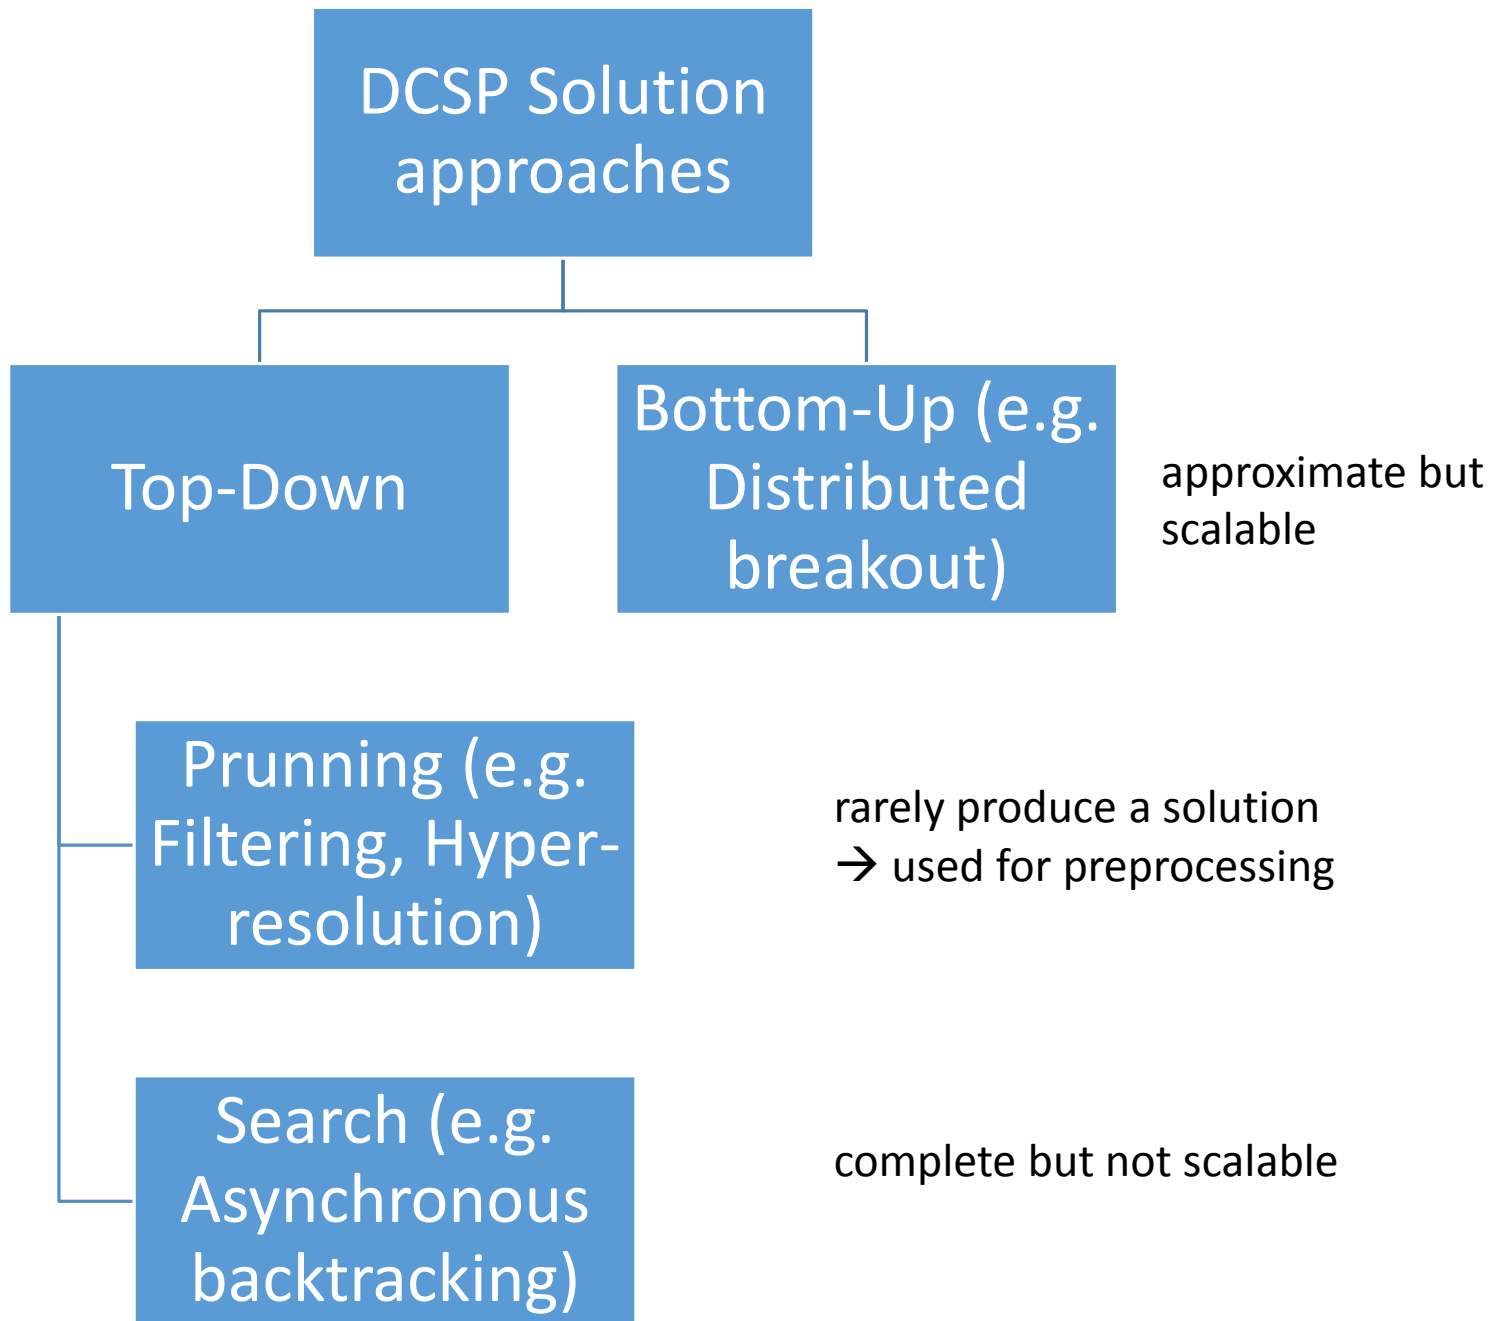 DCSP Solution
approaches
Top-Down
Bottom-Up (e.g.
Distributed
breakout)
approximate but
scalable
Prunning (e.g.
Filtering, Hyper-
resolution)
rarely produce a solution
→ used for preprocessing
Search (e.g.
Asynchronous
backtracking)
complete but not scalable